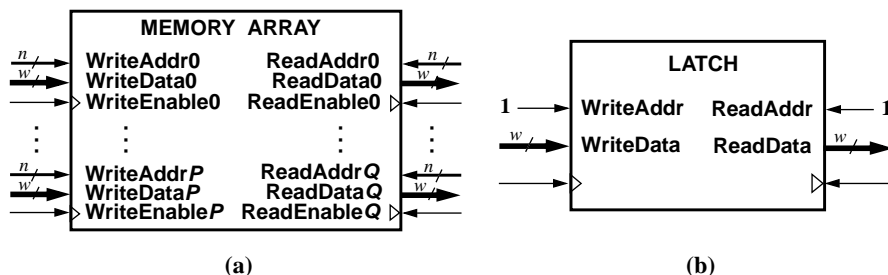 MEMORY ARRAY
n WriteAddr0 ReadAddr0 n
w WriteData0 ReadData0 w
WriteEnable0 ReadEnable0
n WriteAddrP ReadAddrQ n
w WriteDataP ReadDataQ w
WriteEnableP ReadEnableQ
(a)
LATCH
1 WriteAddr ReadAddr 1
w WriteData ReadData w
(b)